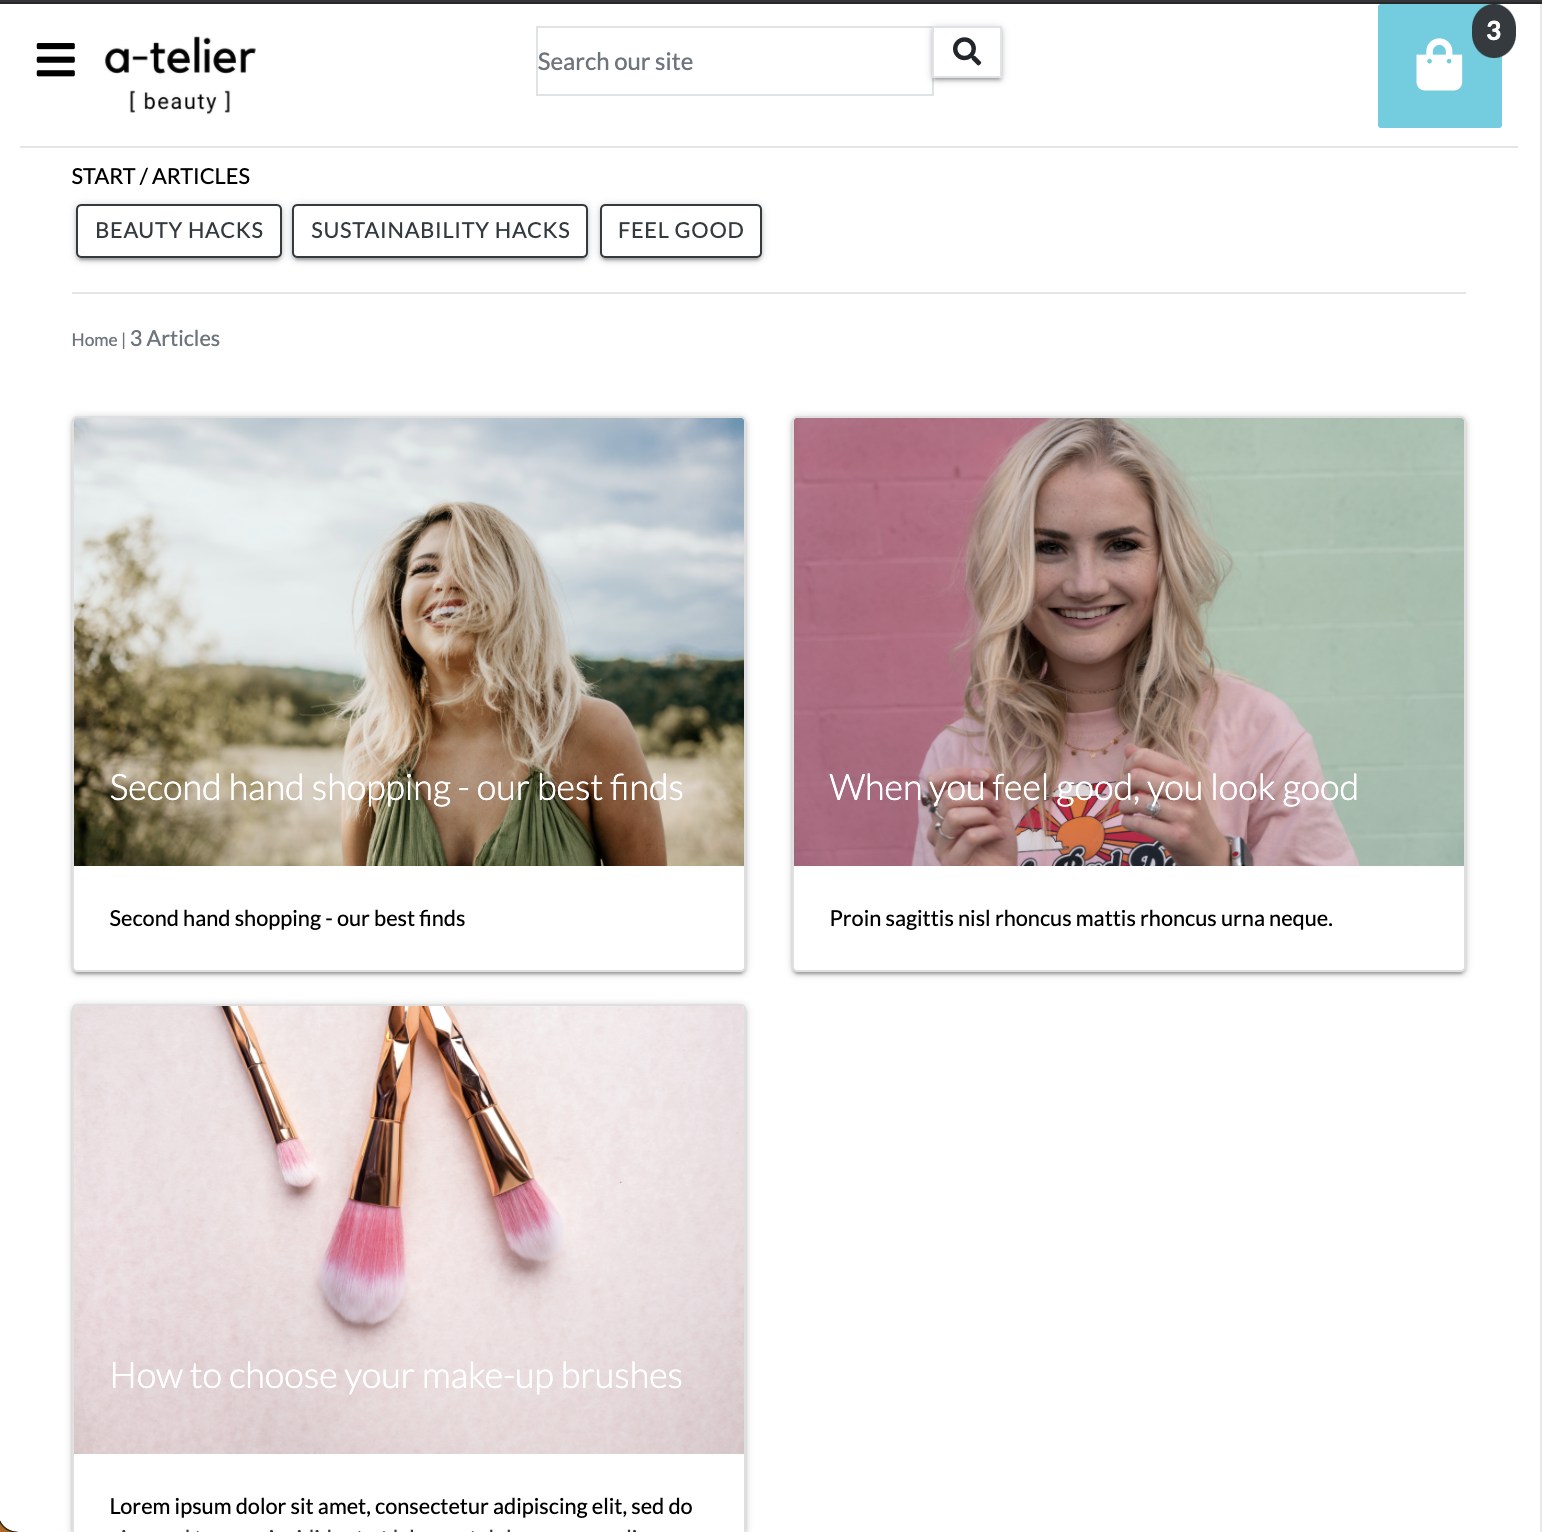 a-telier
[ beauty ]
Search our site
3
START / ARTICLES
BEAUTY HACKS
SUSTAINABILITY HACKS
FEEL GOOD
Home | 3 Articles
Second hand shopping - our best finds
When you feel good, you look good
Second hand shopping - our best finds
Proin sagittis nisl rhoncus mattis rhoncus urna neque.
How to choose your make-up brushes
Lorem ipsum dolor sit amet, consectetur adipiscing elit, sed do